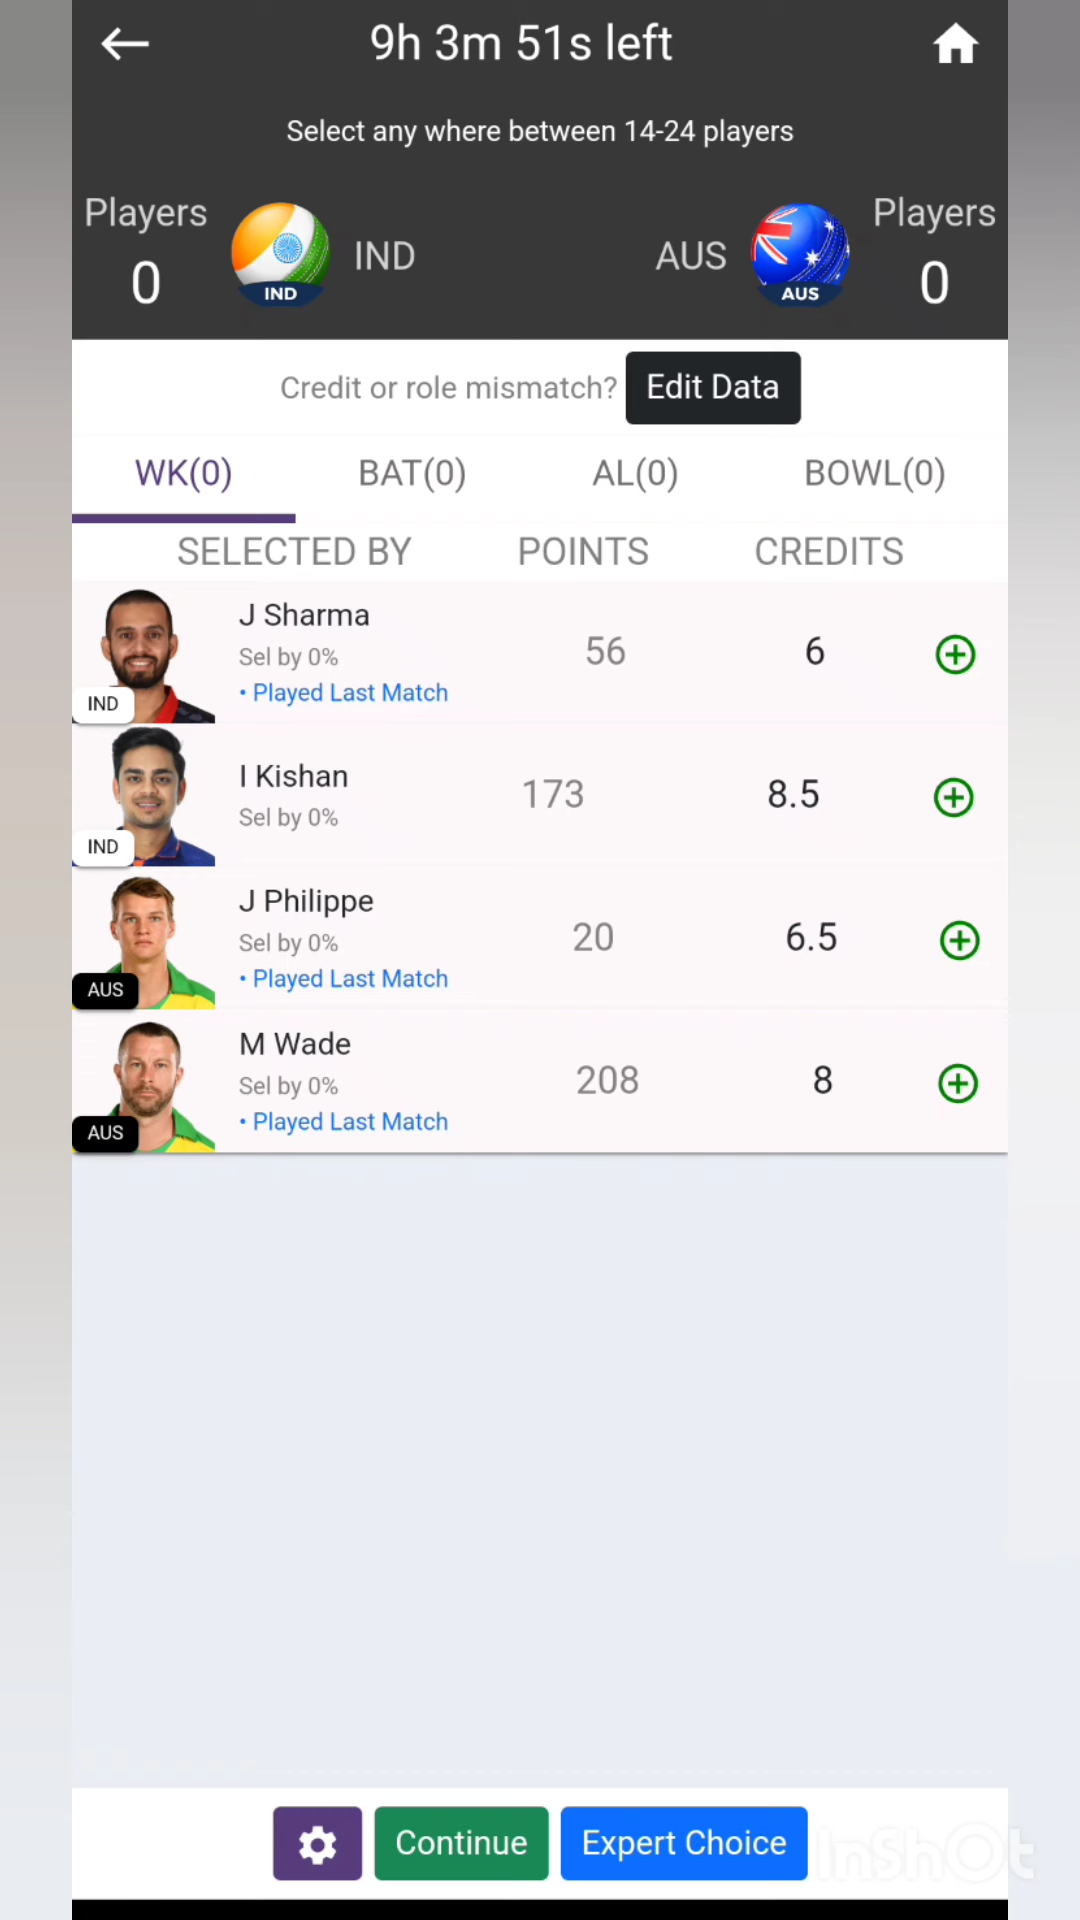 9h 3m 51s left
Select any where between 14-24 players
Players
0
IND
IND
AUS
AUS
Players
0
Credit or role mismatch? Edit Data
WK(0) BAT(0) AL(0) BOWL(0)
SELECTED BY POINTS CREDITS
J Sharma
Sel by 0%
• Played Last Match
IND
56 6
I Kishan
Sel by 0%
IND
173 8.5
J Philippe
Sel by 0%
• Played Last Match
AUS
20 6.5
M Wade
Sel by 0%
• Played Last Match
AUS
208 8
Continue Expert Choice
InShOt